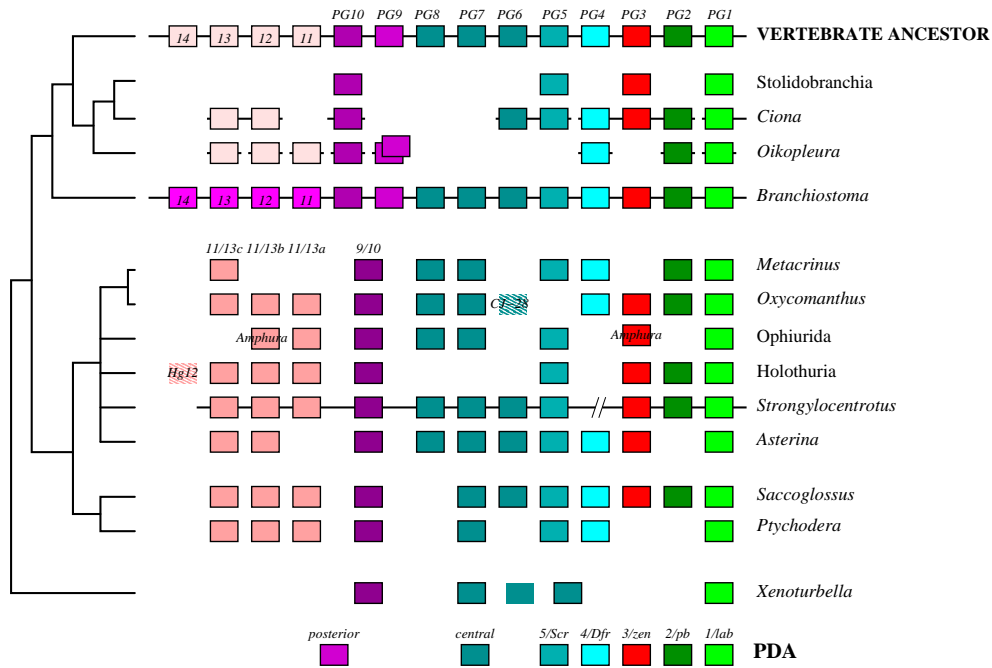 PG10 PG9 PG8 PG7 PG6 PG5 PG4 PG3 PG2 PG1
14 13 12 11 VERTEBRATE ANCESTOR
Stolidobranchia
Ciona
Oikopleura
14 13 12 11 Branchiostoma
11/13c 11/13b 11/13a 9/10
Metacrinus
C1-28 Oxycomanthus
Amphura Amphura Ophiurida
Hg12 Holothuria
Strongylocentrotus
Asterina
Saccoglossus
Ptychodera
Xenoturbella
posterior central 5/Scr 4/Dfr 3/zen 2/pb 1/lab
PDA